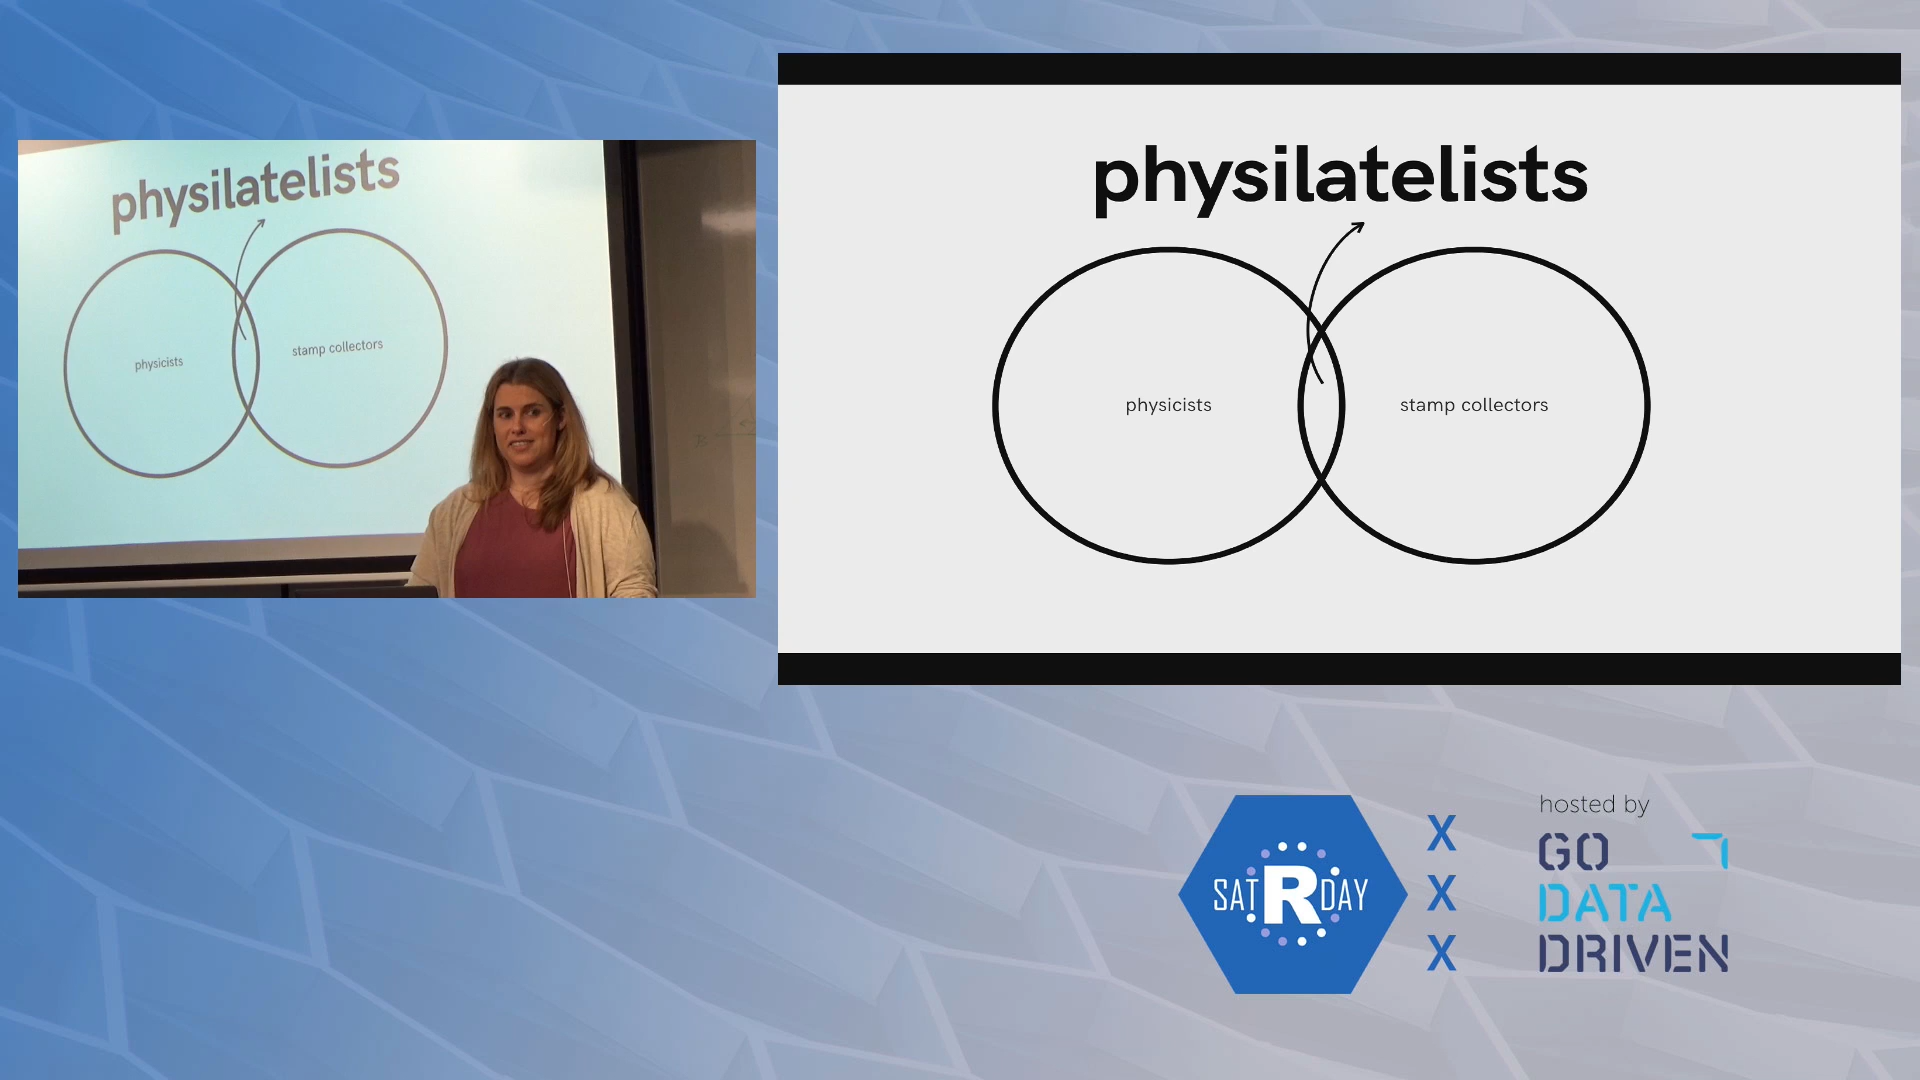 physilatelists
physicists
stamp collectors
physilatelists
physicists
stamp collectors
SATRDAY
X
X
X
hosted by
GO
DATA
DRIVEN